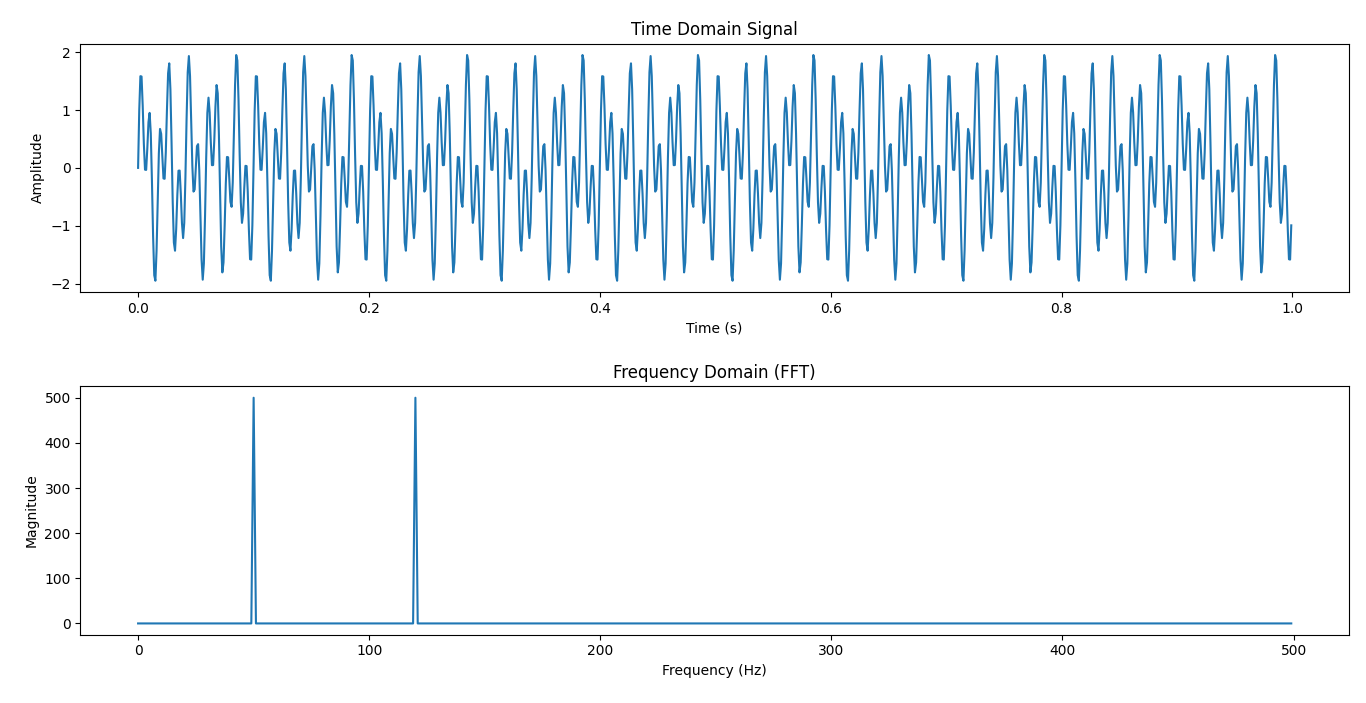 Time Domain Signal
2
1
0
−1
−2
Amplitude
0.0 0.2 0.4 0.6 0.8 1.0
Time (s)
Frequency Domain (FFT)
500
400
300
200
100
0
Magnitude
0 100 200 300 400 500
Frequency (Hz)